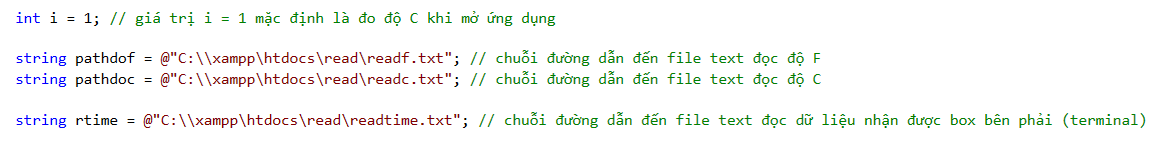 int i = 1; // giá trị i = 1 mặc định là đo độ C khi mở ứng dụng
string pathdof = @"C:\\xampp\htdocs\read\readf.txt"; // chuỗi đường dẫn đến file text đọc độ F
string pathdoc = @"C:\\xampp\htdocs\read\readc.txt"; // chuỗi đường dẫn đến file text đọc độ C
string rtime = @"C:\\xampp\htdocs\read\readtime.txt"; // chuỗi đường dẫn đến file text đọc dữ liệu nhận được box bên phải (terminal)